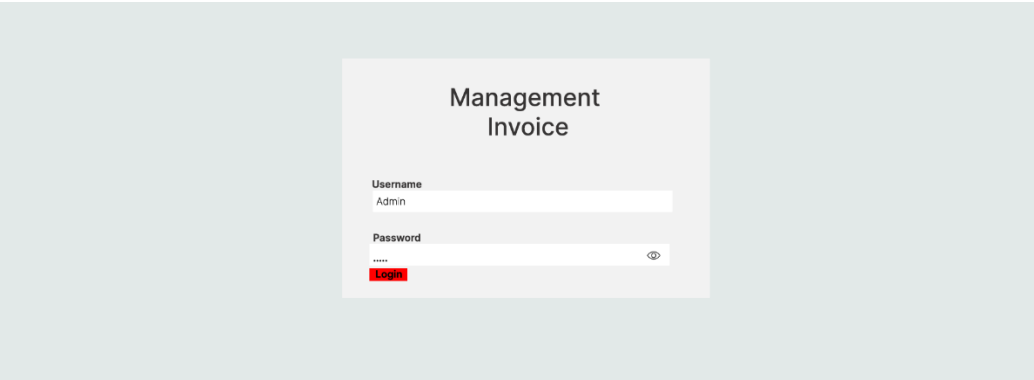 Management
Invoice
Username
Admin
Password
.....
Login